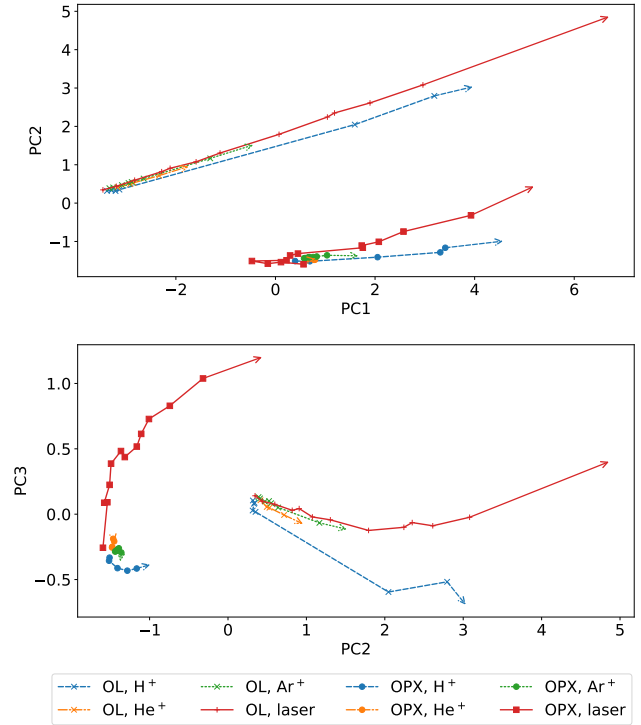 5
4
3
2
1
0
−1
PC2
−2 0 2 4 6
PC1
1.0
0.5
0.0
−0.5
PC3
−1 0 1 2 3 4 5
PC2
OL, H⁺ OL, Ar⁺ OPX, H⁺ OPX, Ar⁺
OL, He⁺ OL, laser OPX, He⁺ OPX, laser